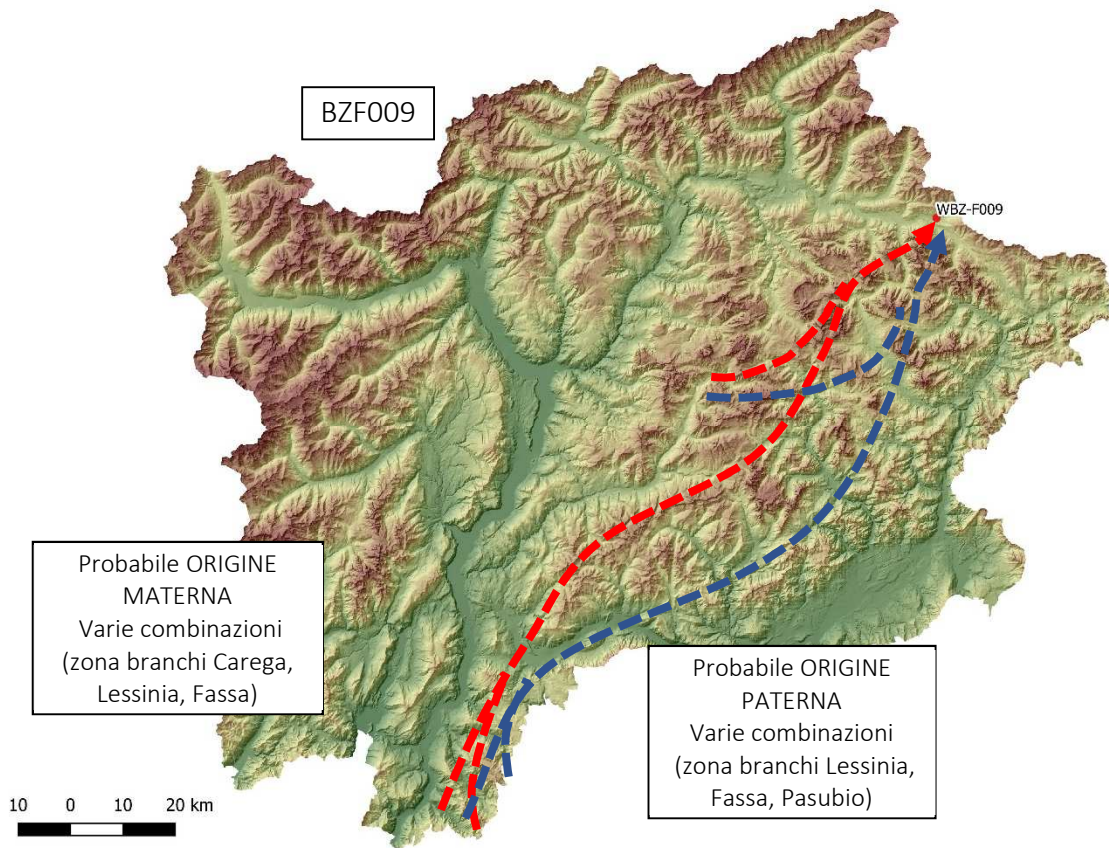 BZF009
WBZ-F009
Probabile ORIGINE
MATERNA
Varie combinazioni
(zona branchi Carega,
Lessinia, Fassa)
Probabile ORIGINE
PATERNA
Varie combinazioni
(zona branchi Lessinia,
Fassa, Pasubio)
10 0 10 20 km